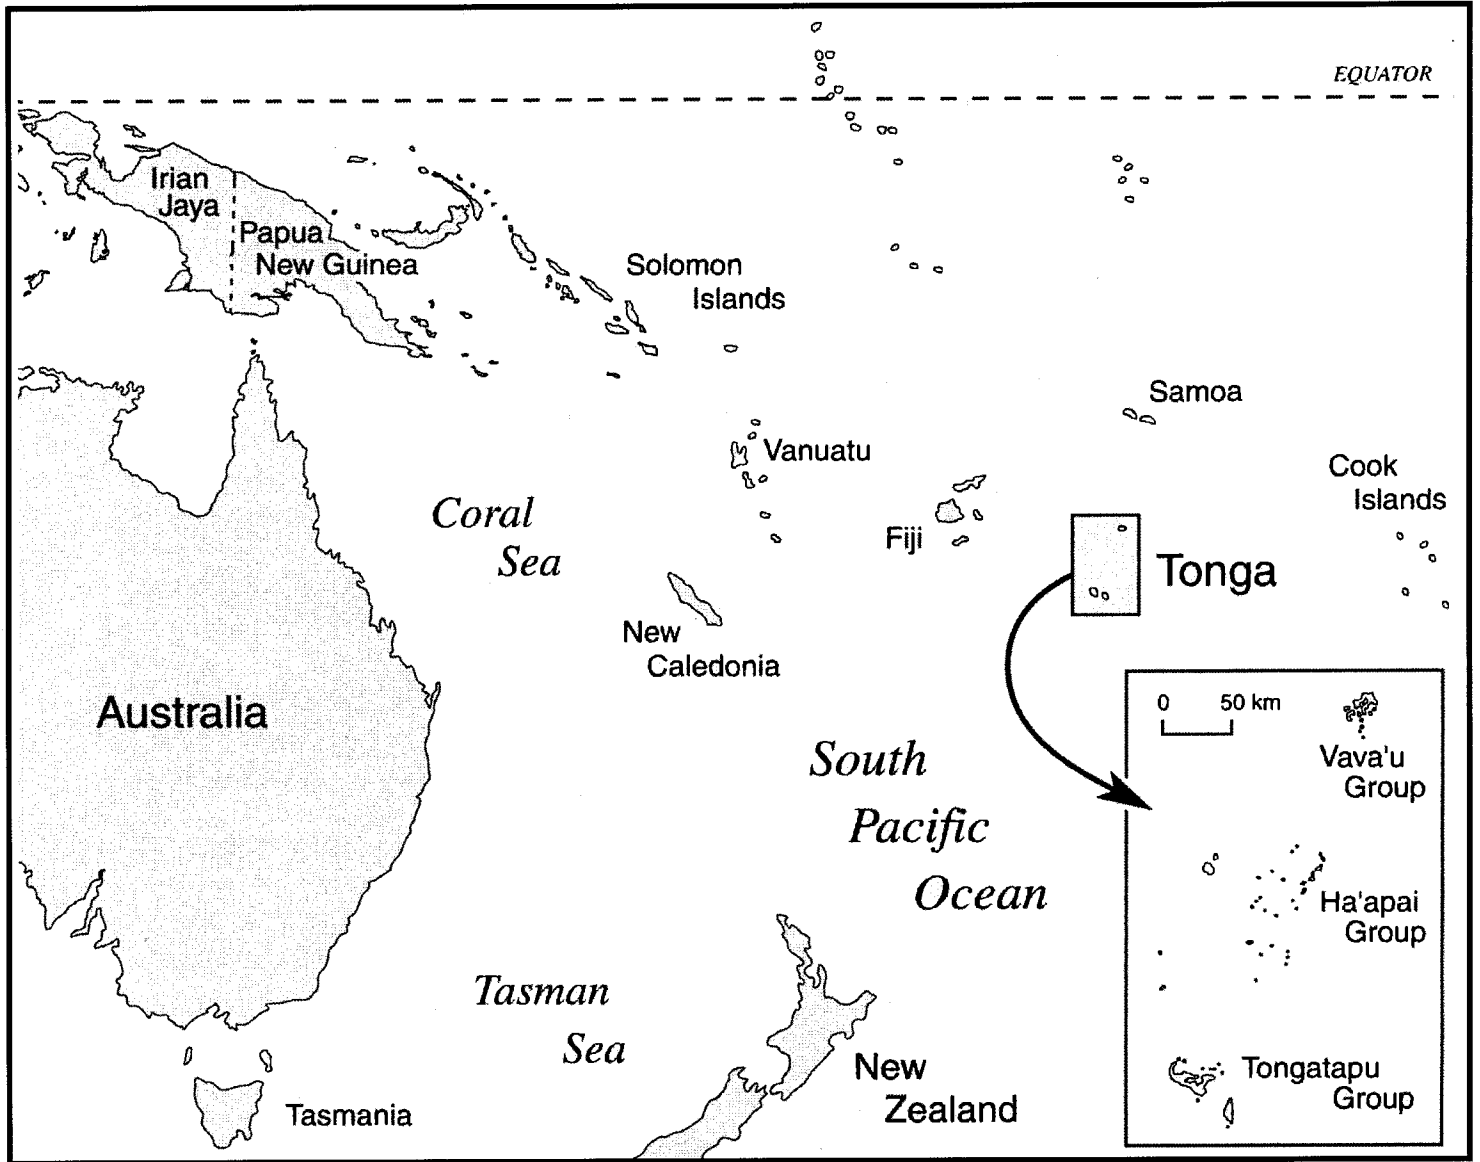 EQUATOR
Irian
Jaya
Papua
New Guinea
Solomon
Islands
Samoa
Vanuatu
Cook
Islands
Coral
Sea
Fiji
Tonga
New
Caledonia
Australia
0 50 km
South
Pacific
Ocean
Vava'u
Group
Ha'apai
Group
Tasman
Sea
New
Zealand
Tongatapu
Group
Tasmania